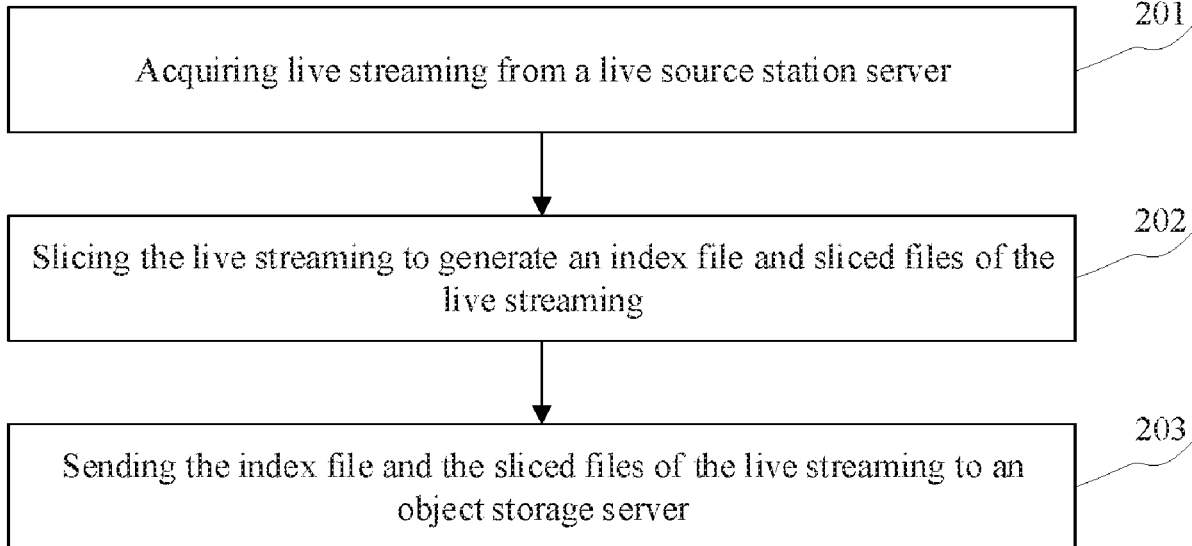 201
Acquiring live streaming from a live source station server
202
Slicing the live streaming to generate an index file and sliced files of the
live streaming
203
Sending the index file and the sliced files of the live streaming to an
object storage server